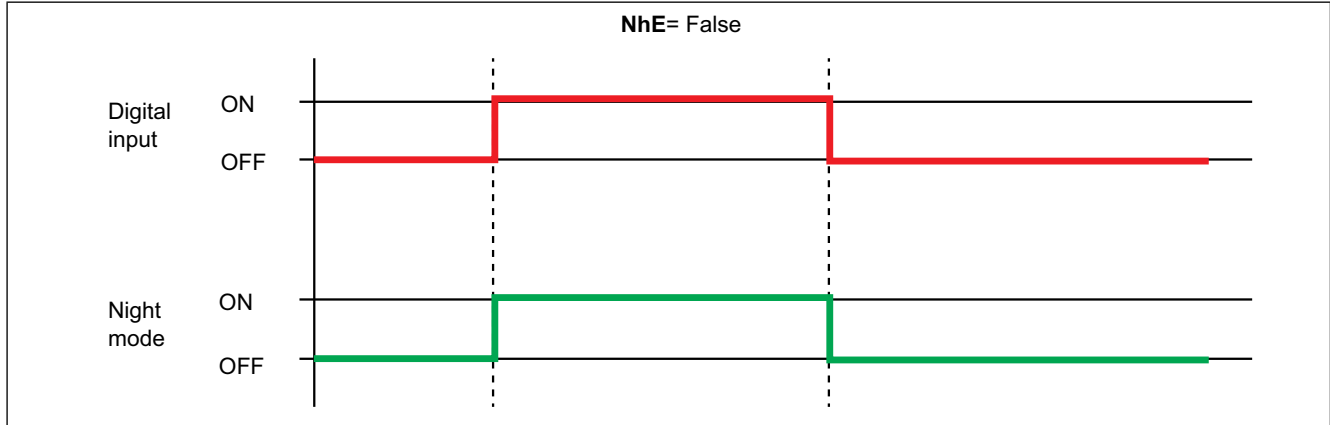 NhE= False
Digital
input
ON
OFF
Night
mode
ON
OFF